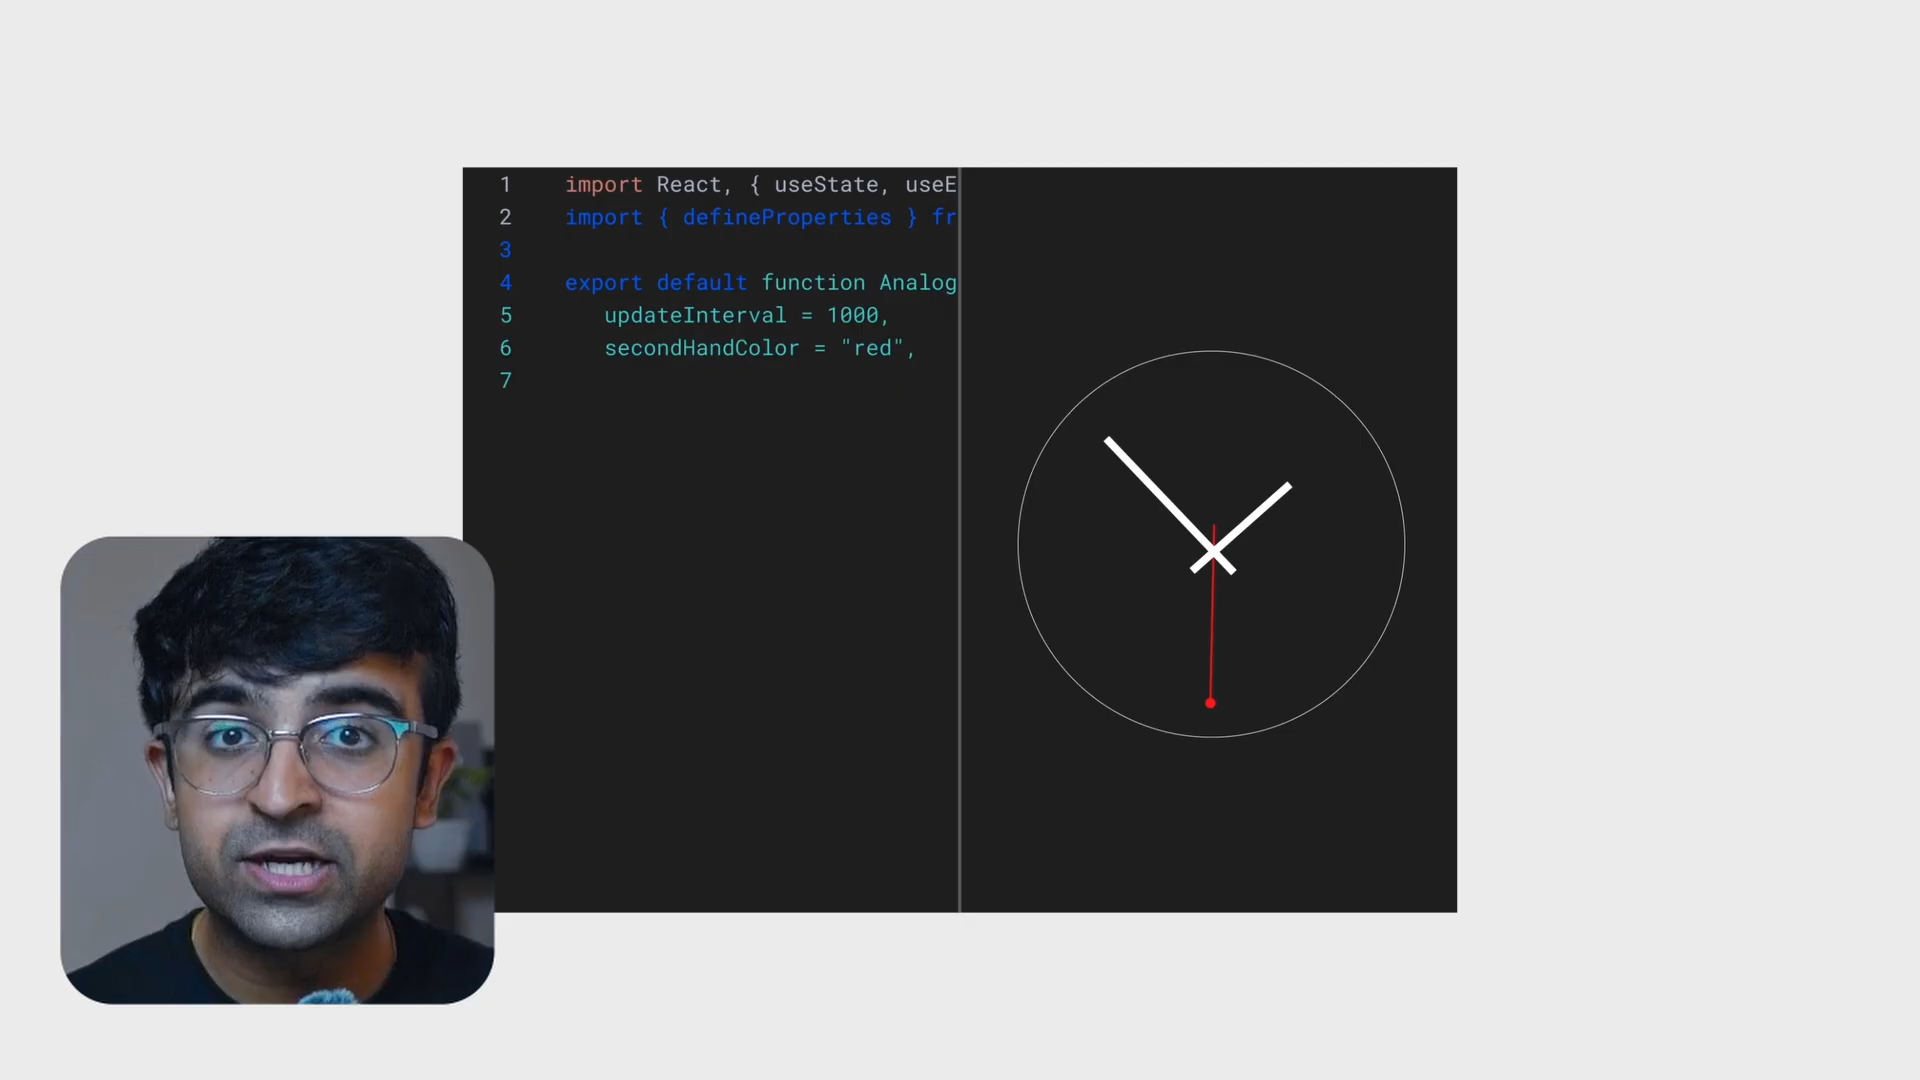 1 import React, { useState, useE
2 import { defineProperties } fr
3
4 export default function Analog
5 updateInterval = 1000,
6 secondHandColor = "red",
7